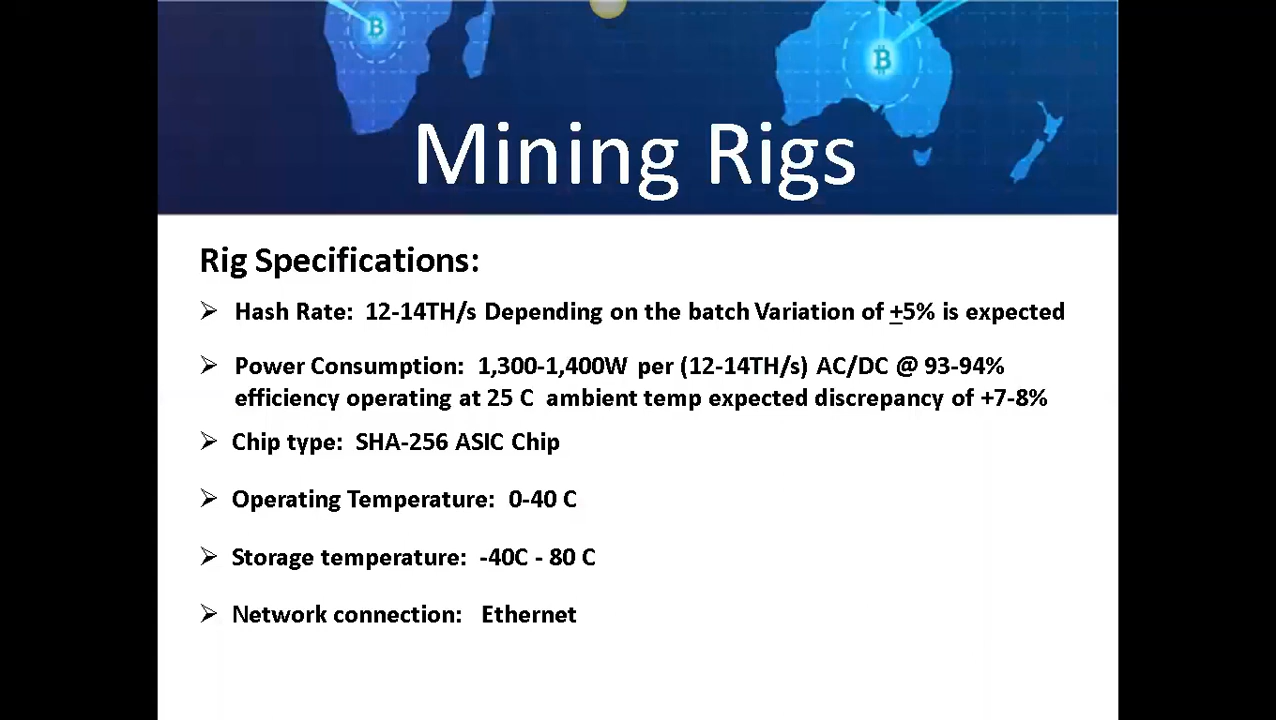 Mining Rigs
Rig Specifications:
Hash Rate: 12-14TH/s Depending on the batch Variation of ±5% is expected
Power Consumption: 1,300-1,400W per (12-14TH/s) AC/DC @ 93-94%
efficiency operating at 25 C ambient temp expected discrepancy of +7-8%
Chip type: SHA-256 ASIC Chip
Operating Temperature: 0-40 C
Storage temperature: -40C - 80 C
Network connection: Ethernet